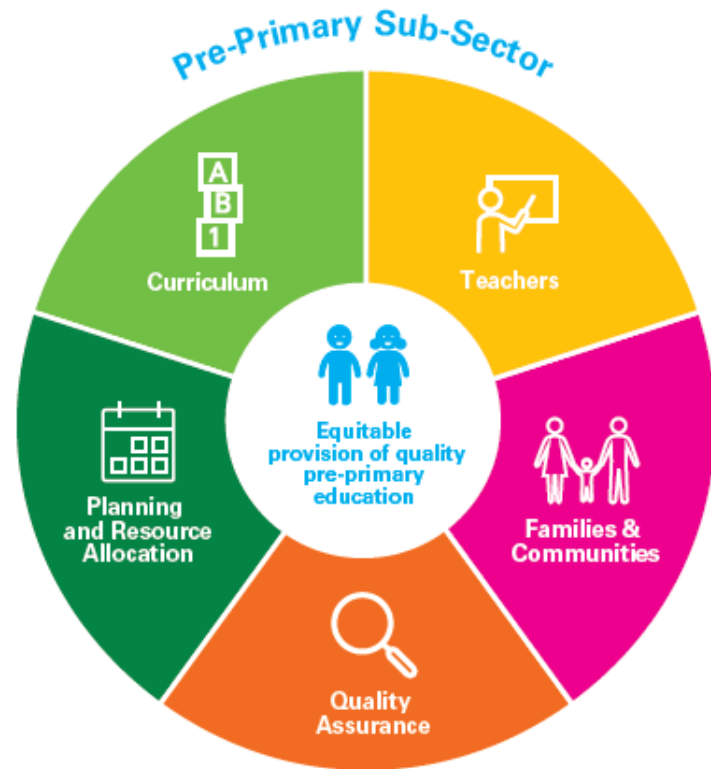 Pre-Primary Sub-Sector
A
B
1
Curriculum
Teachers
Equitable
provision of quality
pre-primary
education
Planning
and Resource
Allocation
Families &
Communities
Quality
Assurance